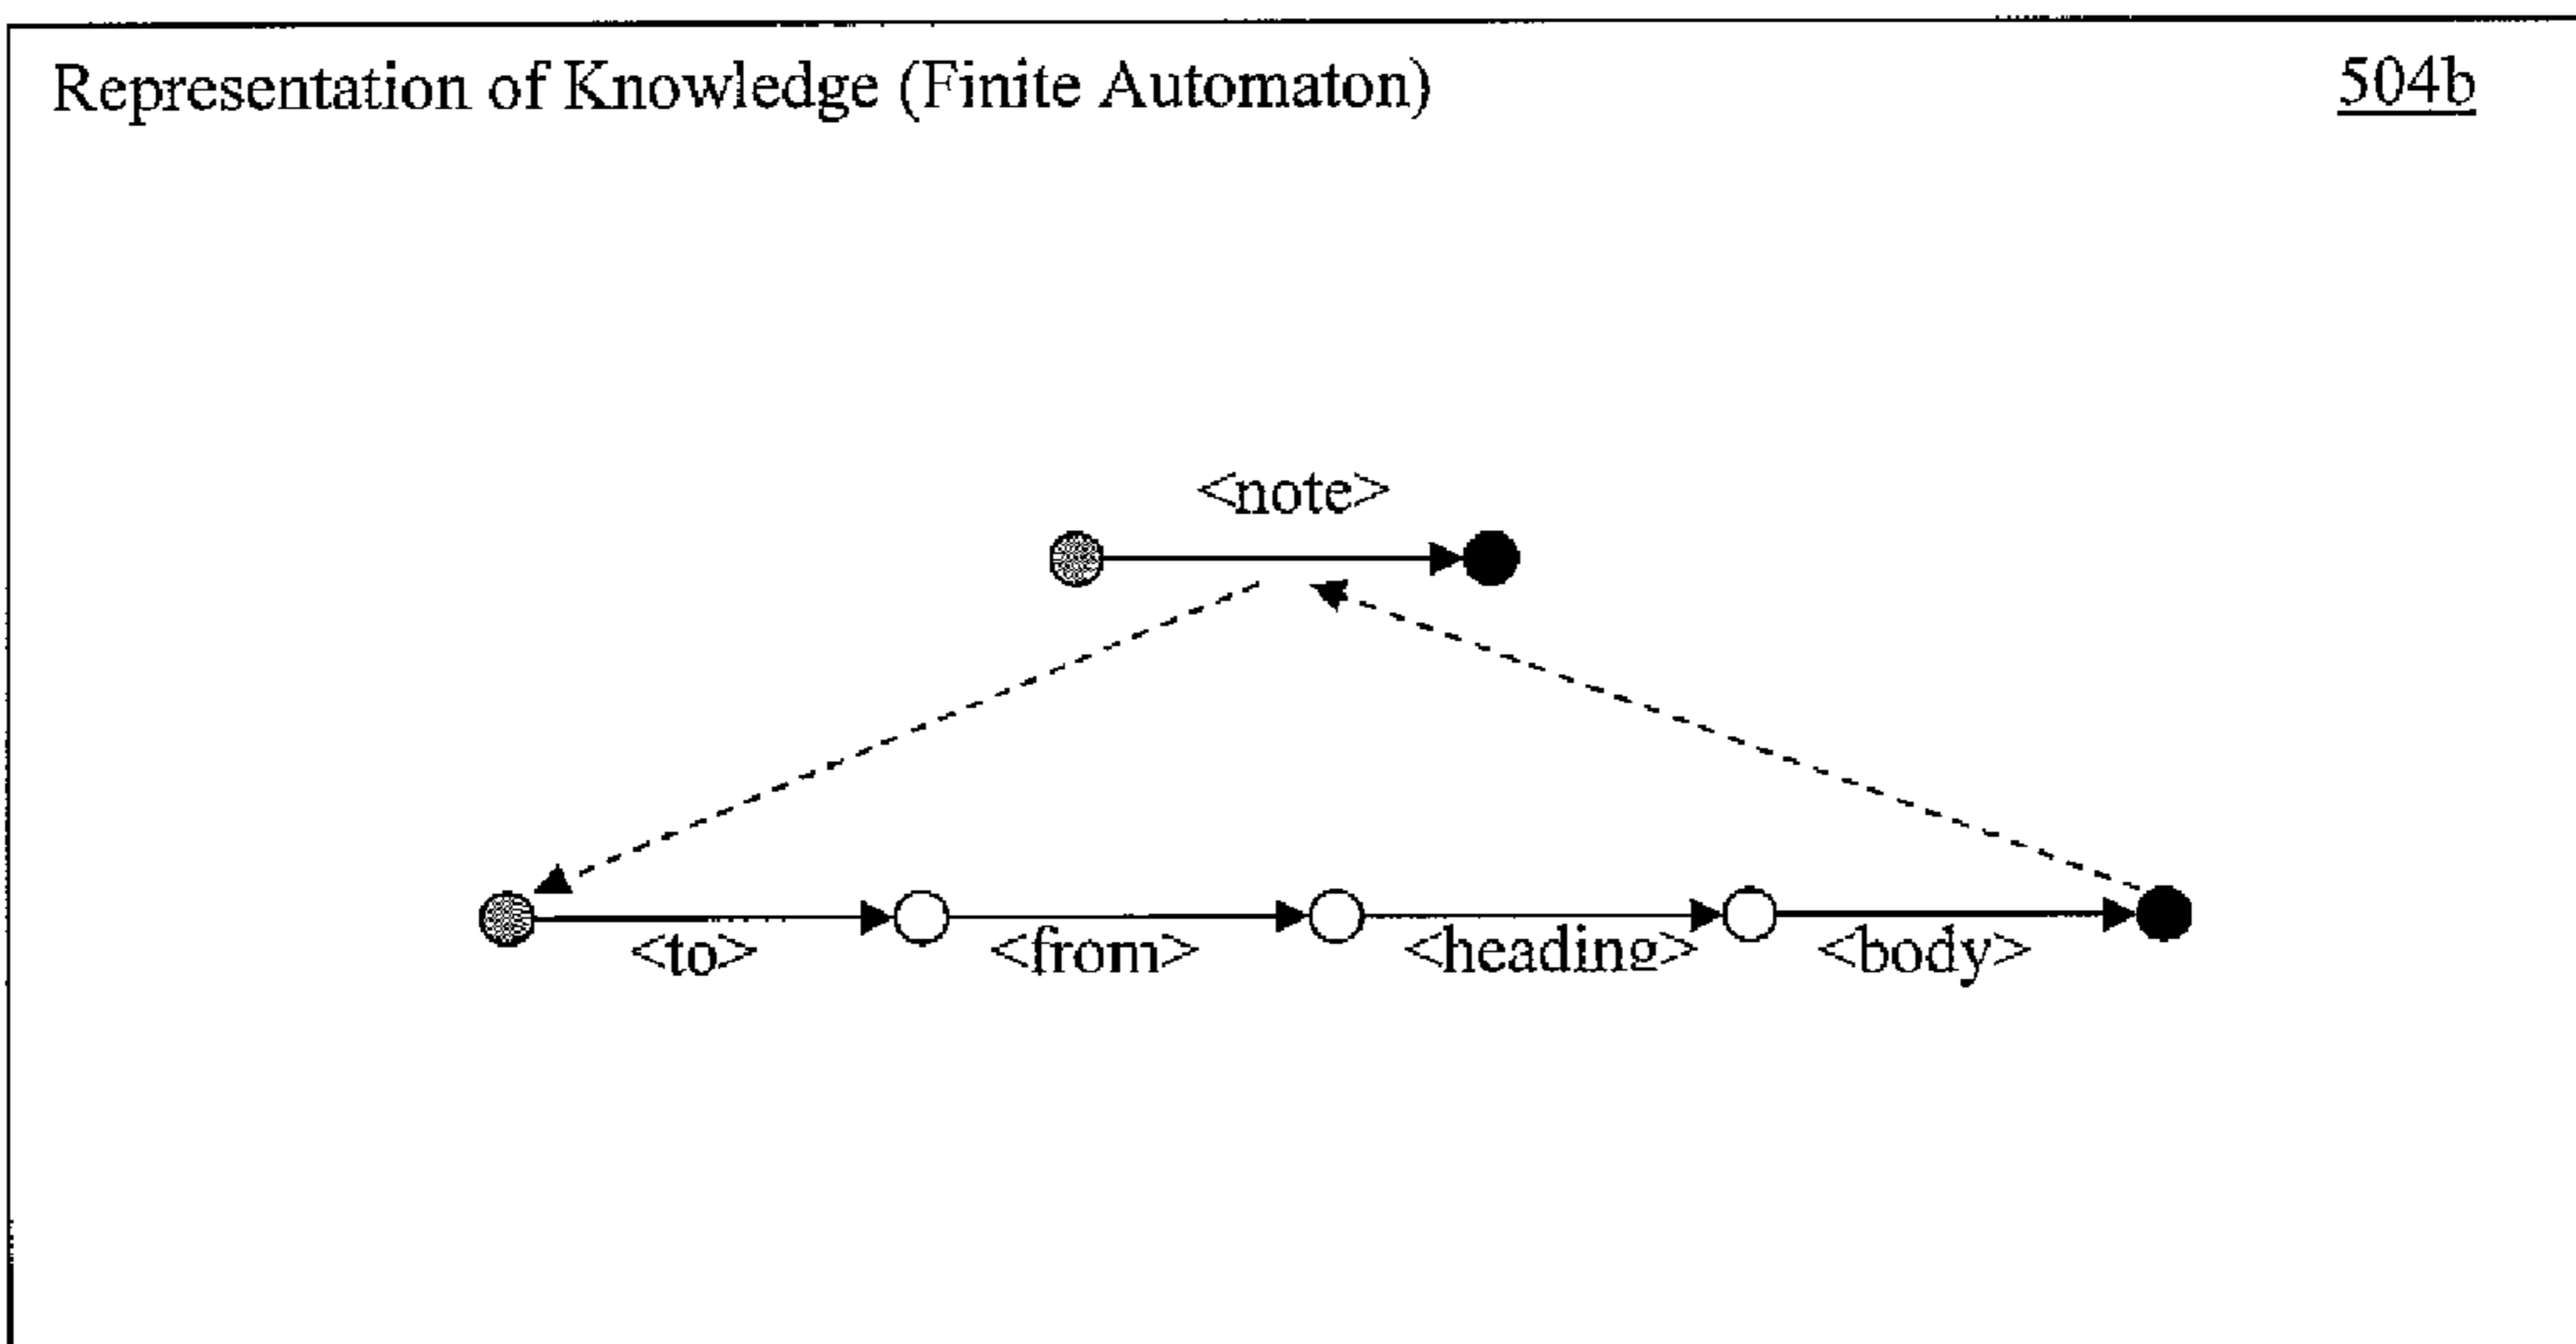 Representation of Knowledge (Finite Automaton) 504b
<note>
<to> <from> <heading> <body>